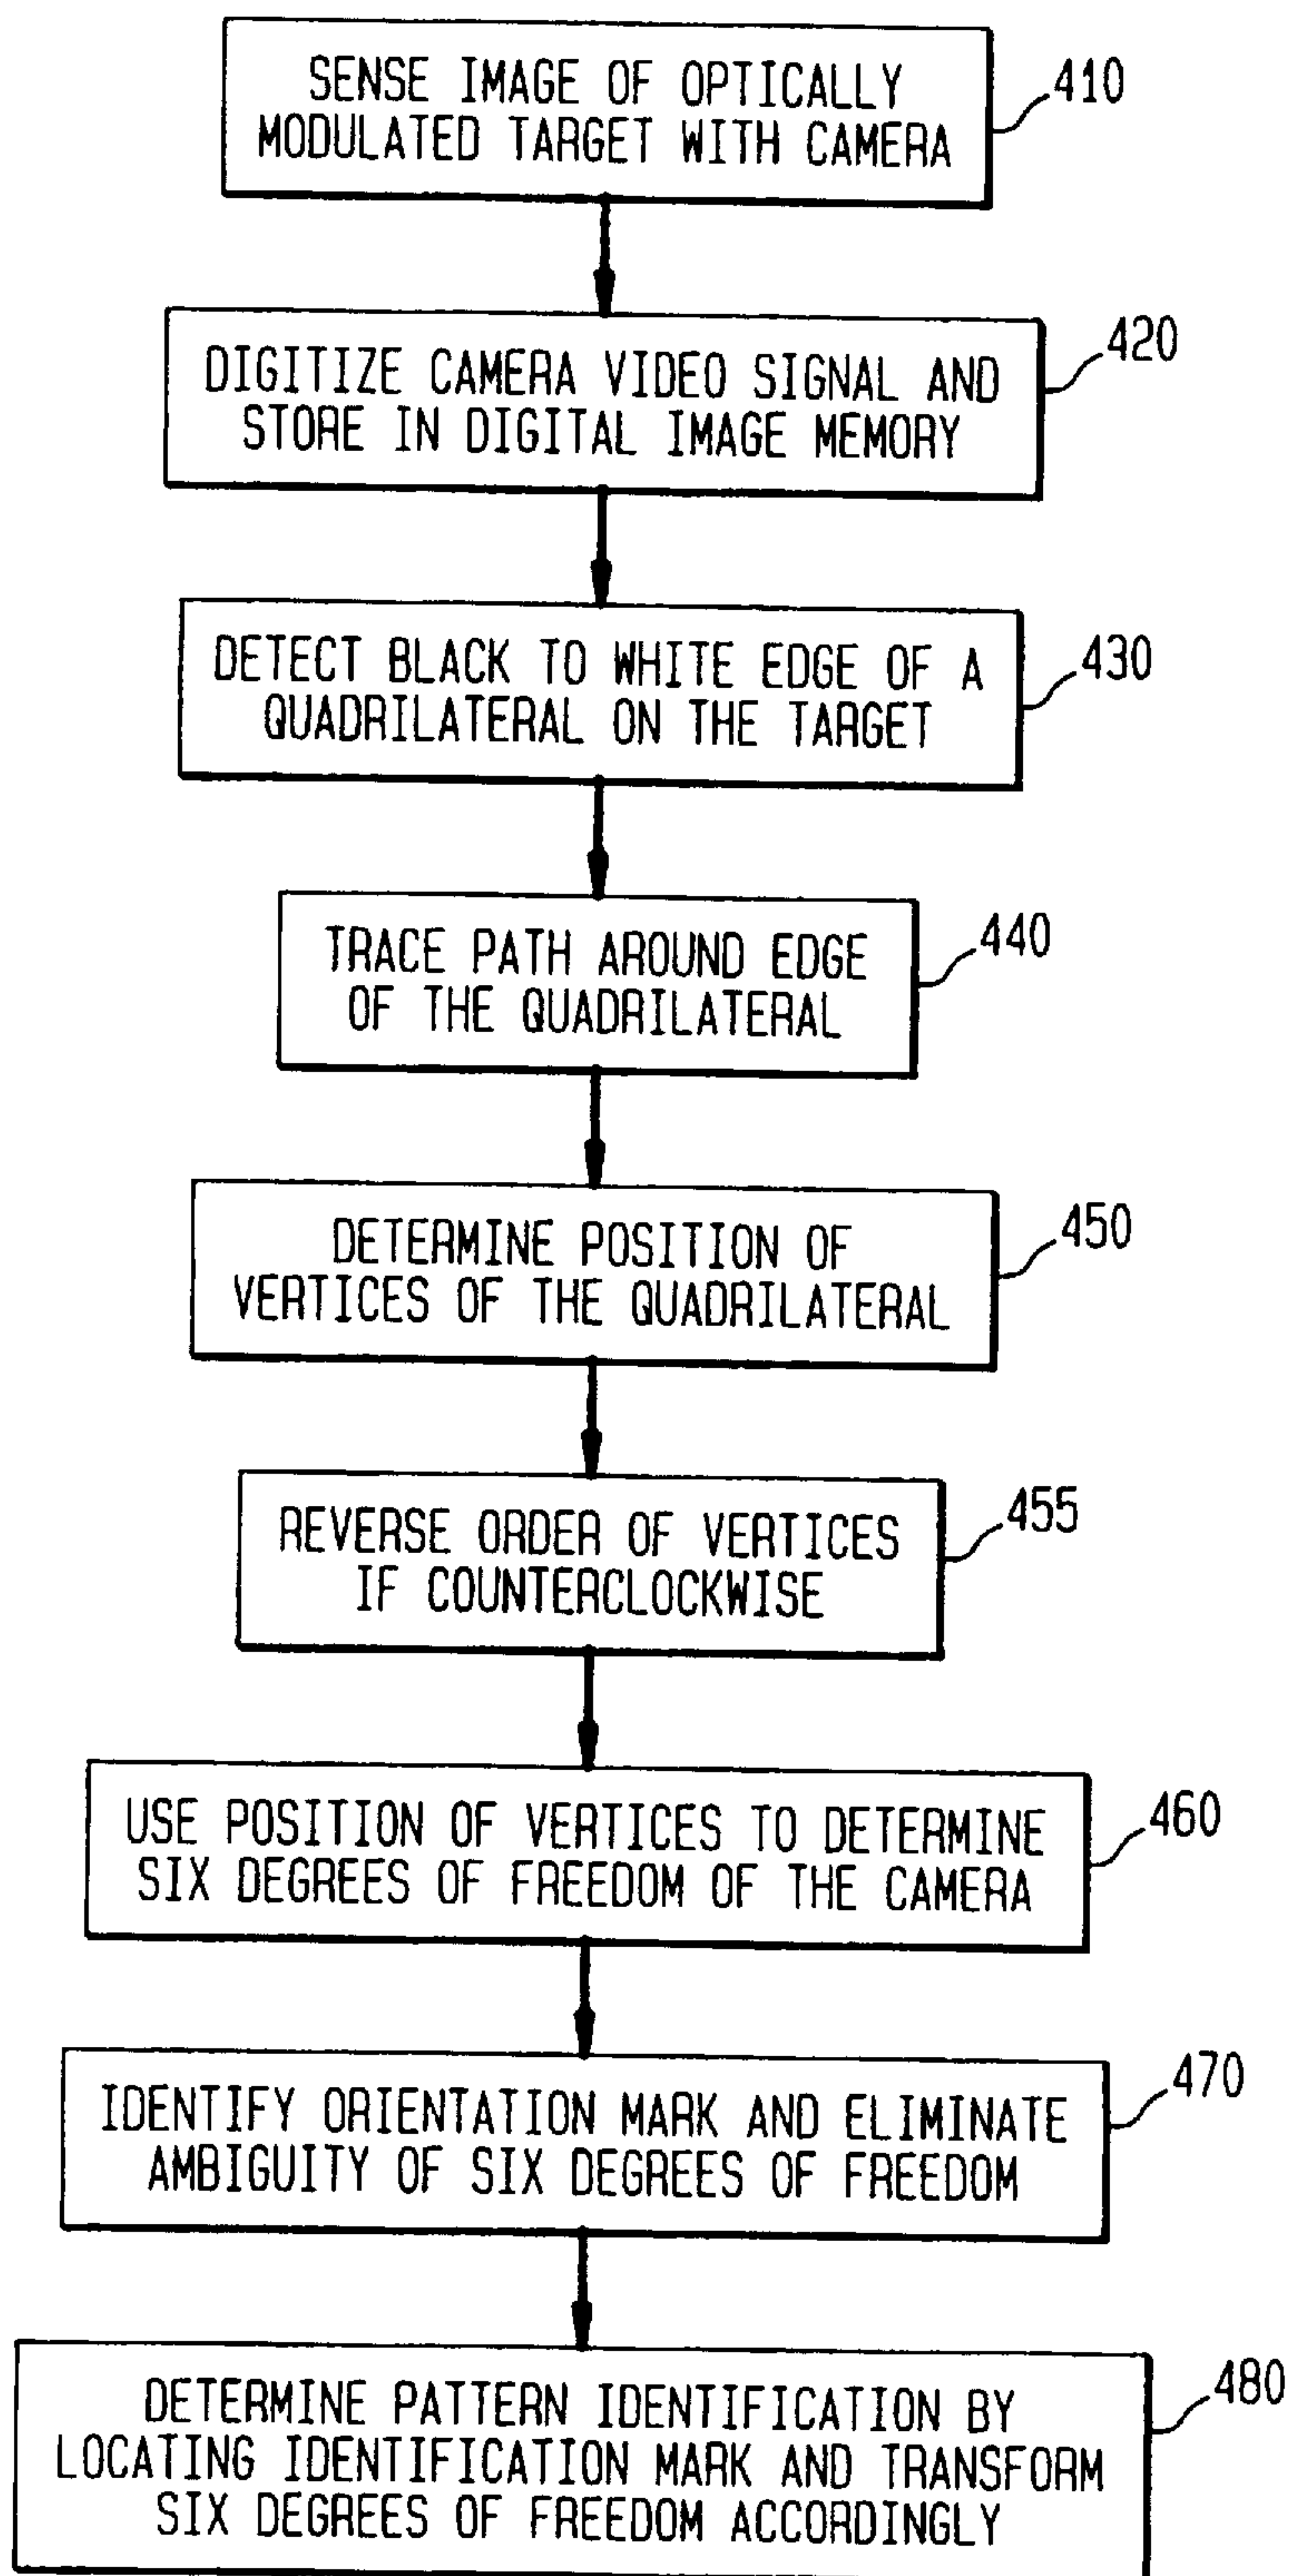 SENSE IMAGE OF OPTICALLY
MODULATED TARGET WITH CAMERA
410
DIGITIZE CAMERA VIDEO SIGNAL AND
STORE IN DIGITAL IMAGE MEMORY
420
DETECT BLACK TO WHITE EDGE OF A
QUADRILATERAL ON THE TARGET
430
TRACE PATH AROUND EDGE
OF THE QUADRILATERAL
440
DETERMINE POSITION OF
VERTICES OF THE QUADRILATERAL
450
REVERSE ORDER OF VERTICES
IF COUNTERCLOCKWISE
455
USE POSITION OF VERTICES TO DETERMINE
SIX DEGREES OF FREEDOM OF THE CAMERA
460
IDENTIFY ORIENTATION MARK AND ELIMINATE
AMBIGUITY OF SIX DEGREES OF FREEDOM
470
DETERMINE PATTERN IDENTIFICATION BY
LOCATING IDENTIFICATION MARK AND TRANSFORM
SIX DEGREES OF FREEDOM ACCORDINGLY
480